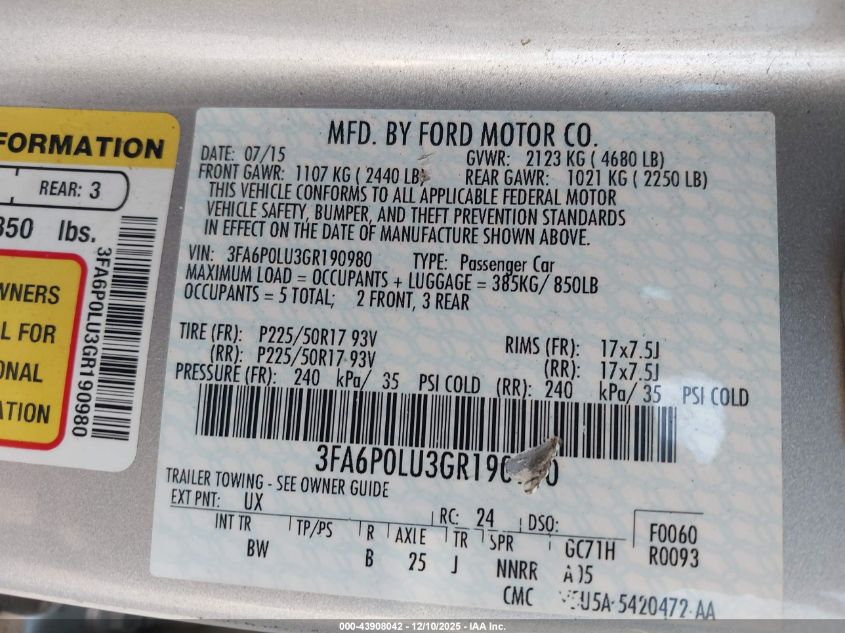 FORMATION
REAR: 3
350 lbs.
WNERS
L FOR
ONAL
ATION
3FA6P0LU3GR190980
MFD. BY FORD MOTOR CO.
DATE: 07/15 GVWR: 2123 KG ( 4680 LB)
FRONT GAWR: 1107 KG ( 2440 LB) REAR GAWR: 1021 KG ( 2250 LB)
THIS VEHICLE CONFORMS TO ALL APPLICABLE FEDERAL MOTOR
VEHICLE SAFETY, BUMPER, AND THEFT PREVENTION STANDARDS
IN EFFECT ON THE DATE OF MANUFACTURE SHOWN ABOVE.
VIN: 3FA6P0LU3GR190980 TYPE: Passenger Car
MAXIMUM LOAD = OCCUPANTS + LUGGAGE = 385KG/ 850LB
OCCUPANTS = 5 TOTAL; 2 FRONT, 3 REAR
TIRE (FR): P225/50R17 93V RIMS (FR): 17x7.5J
(RR): P225/50R17 93V (RR): 17x7.5J
PRESSURE (FR): 240 kPa/ 35 PSI COLD (RR): 240 kPa/ 35 PSI COLD
3FA6P0LU3GR190 0
TRAILER TOWING - SEE OWNER GUIDE
EXT PNT: UX RC: 24 DSO: F0060
INT TR TP/PS R AXLE TR SPR GC71H R0093
BW B 25 J NNRR A 15
CMC U5A-5420472-AA
000-43908042 - 12/10/2025 - IAA Inc.